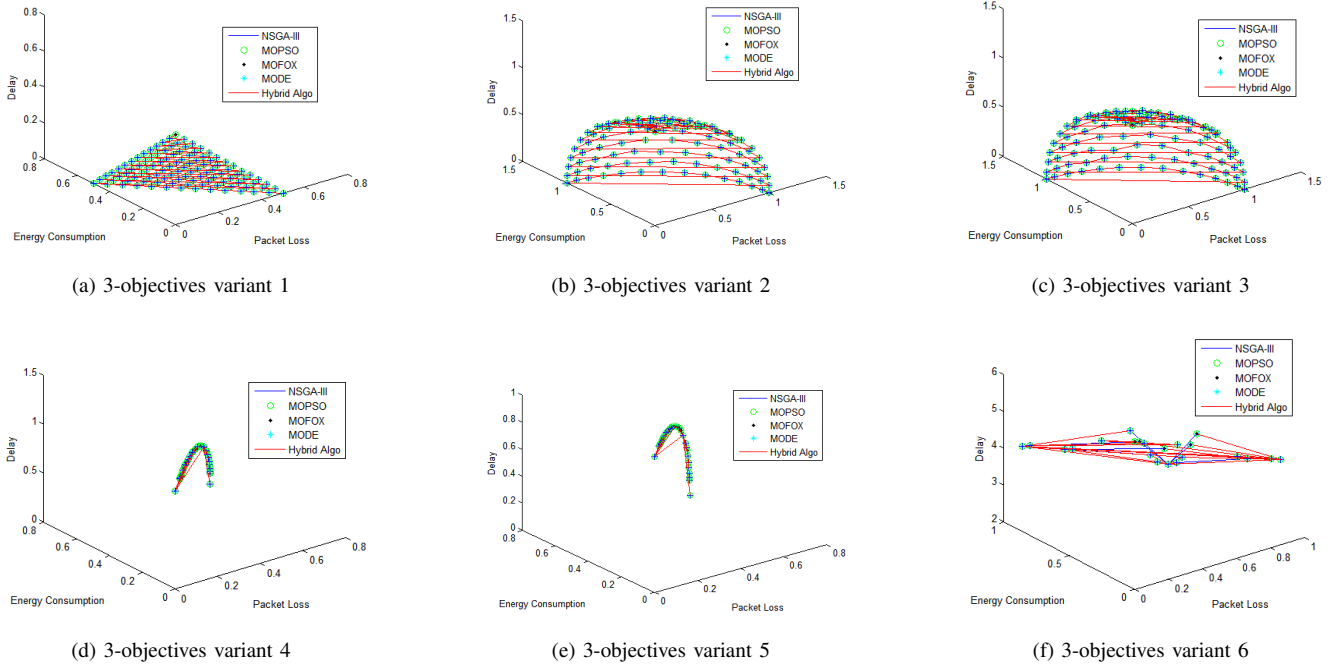 0.8
0.6
0.4
0.2
0
Delay
0.8
0.6
0.4
0.2
0
Energy Consumption
0
0.2
0.4
0.6
0.8
Packet Loss
NSGA-III
MOPSO
MOFOX
MODE
Hybrid Algo
(a) 3-objectives variant 1
1.5
1
0.5
0
Delay
1.5
1
0.5
0
Energy Consumption
0
0.5
1
1.5
Packet Loss
NSGA-III
MOPSO
MOFOX
MODE
Hybrid Algo
(b) 3-objectives variant 2
1.5
1
0.5
0
Delay
1.5
1
0.5
0
Energy Consumption
0
0.5
1
1.5
Packet Loss
NSGA-III
MOPSO
MOFOX
MODE
Hybrid Algo
(c) 3-objectives variant 3
1.5
1
0.5
0
Delay
0.8
0.6
0.4
0.2
0
Energy Consumption
0
0.2
0.4
0.6
0.8
Packet Loss
NSGA-III
MOPSO
MOFOX
MODE
Hybrid Algo
(d) 3-objectives variant 4
1
0.8
0.6
0.4
0.2
0
Delay
0.8
0.6
0.4
0.2
0
Energy Consumption
0
0.2
0.4
0.6
0.8
Packet Loss
NSGA-III
MOPSO
MOFOX
MODE
Hybrid Algo
(e) 3-objectives variant 5
6
5
4
3
2
Delay
1
0.5
0
Energy Consumption
0
0.2
0.4
0.6
0.8
1
Packet Loss
NSGA-III
MOPSO
MOFOX
MODE
Hybrid Algo
(f) 3-objectives variant 6